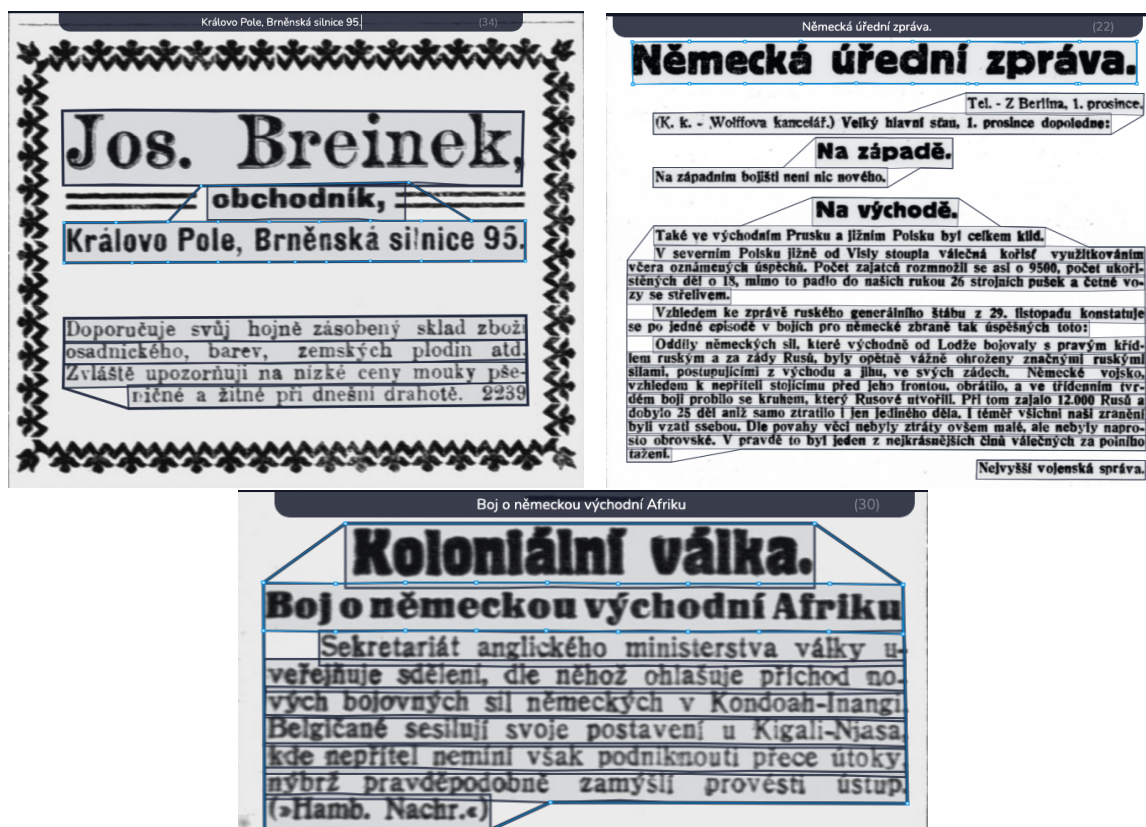 Královo Pole, Brněnská silnice 95. (34)
Jos. Breinek,
obchodník,
Královo Pole, Brněnská silnice 95.
Doporučuje svůj hojně zásobený sklad zboží
osadnického, barev, zemských plodin atd.
Zvláště upozorňuji na nízké ceny mouky pše-
ničné a žitné při dnešní drahotě. 2239
Německá úřední zpráva. (22)
Německá úřední zpráva.
Tel. - Z Berlína, 1. prosince.
(K. k. - Wolffova kancelář.) Velký hlavní stan, 1. prosince dopoledne:
Na západě.
Na západním bojišti není nic nového.
Na východě.
Také ve východním Prusku a jižním Polsku byl celkem klid.
V severním Polsku jižně od Visly stoupla válečná kořisť využitkováním
včera oznámených úspěchů. Počet zajatců rozmnožil se asi o 9500, počet ukoři-
stěných děl o 18, mimo to padlo do našich rukou 26 strojních pušek a četné vo-
zy se střelivem.
Vzhledem ke zprávě ruského generálního štábu z 29. listopadu konstatuje
se po jedné episodě v bojích pro německé zbraně tak úspěšných toto:
Oddíly německých sil, které východně od Lodže bojovaly s pravým kříd-
lem ruským a za zády Rusů, byly opětně vážně ohroženy značnými ruskými
silami, postupujícími z východu a jihu, ve svých zádech. Německé vojsko,
vzhledem k nepříteli stojícímu před jeho frontou, obrátilo, a ve třídenním tvr-
dém boji probilo se kruhem, který Rusové utvořili. Při tom zajalo 12.000 Rusů a
dobylo 25 děl aniž samo ztratilo i jen jediného děla. I téměř všichni naši zranění
byli vzati ssebou. Dle povahy věci nebyly ztráty ovšem malé, ale nebyly napro-
sto obrovské. V pravdě to byl jeden z nejkrásnějších činů válečných za polního
tažení.
Nejvyšší vojenská správa.
Boj o německou východní Afriku (30)
Koloniální válka.
Boj o německou východní Afriku
Sekretariát anglického ministerstva války u-
veřejňuje sdělení, dle něhož ohlašuje příchod no-
vých bojovných sil německých v Kondoah-Inangi.
Belgičané sesilují svoje postavení u Kigali-Njasa,
kde nepřítel nemíní však podniknouti přece útoky,
nýbrž pravděpodobně zamýšlí provésti ústup.
(»Hamb. Nachr.«)